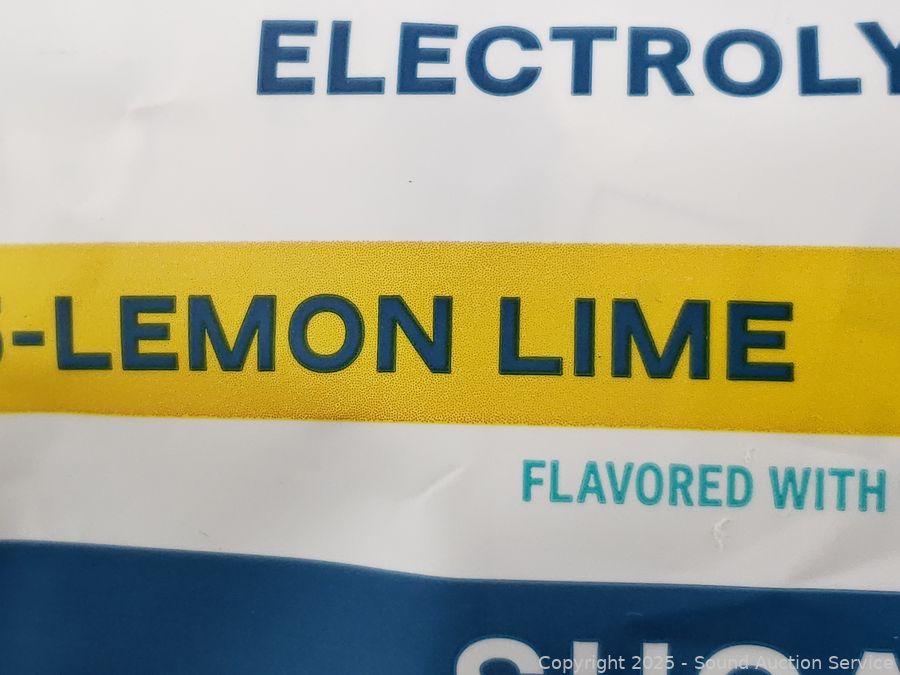 ELECTROLY
-LEMON LIME
FLAVORED WITH
Copyright 2025 - Sound Auction Service